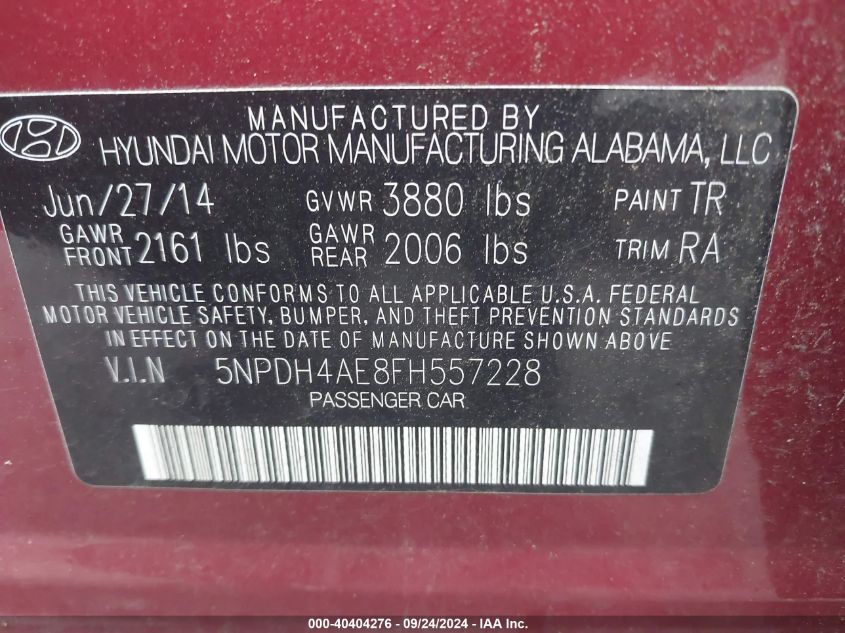 MANUFACTURED BY
HYUNDAI MOTOR MANUFACTURING ALABAMA, LLC
Jun/27/14 GVWR 3880 lbs PAINT TR
GAWR FRONT 2161 lbs GAWR REAR 2006 lbs TRIM RA
THIS VEHICLE CONFORMS TO ALL APPLICABLE U.S.A. FEDERAL
MOTOR VEHICLE SAFETY, BUMPER, AND THEFT PREVENTION STANDARDS
IN EFFECT ON THE DATE OF MANUFACTURE SHOWN ABOVE.
V.I.N 5NPDH4AE8FH557228
PASSENGER CAR
000-40404276 - 09/24/2024 - IAA Inc.